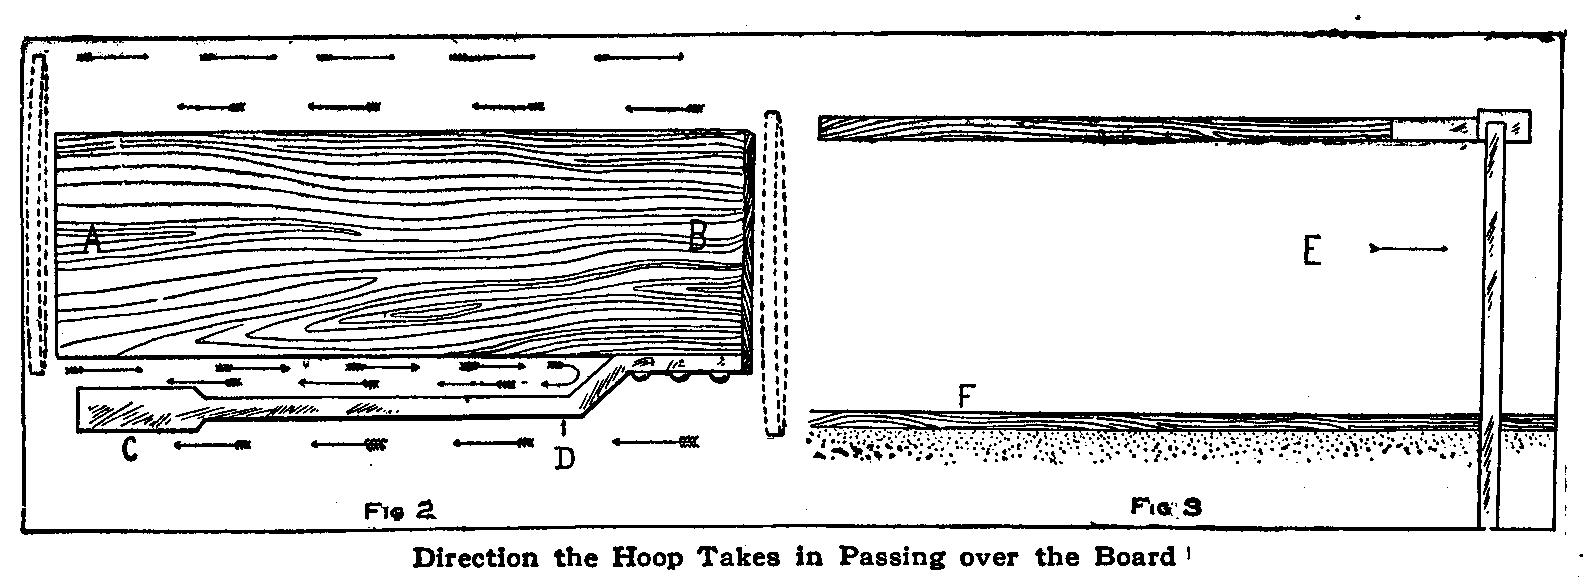 A
B
C
D
E
F
Fig 2
Fig 3
Direction the Hoop Takes in Passing over the Board